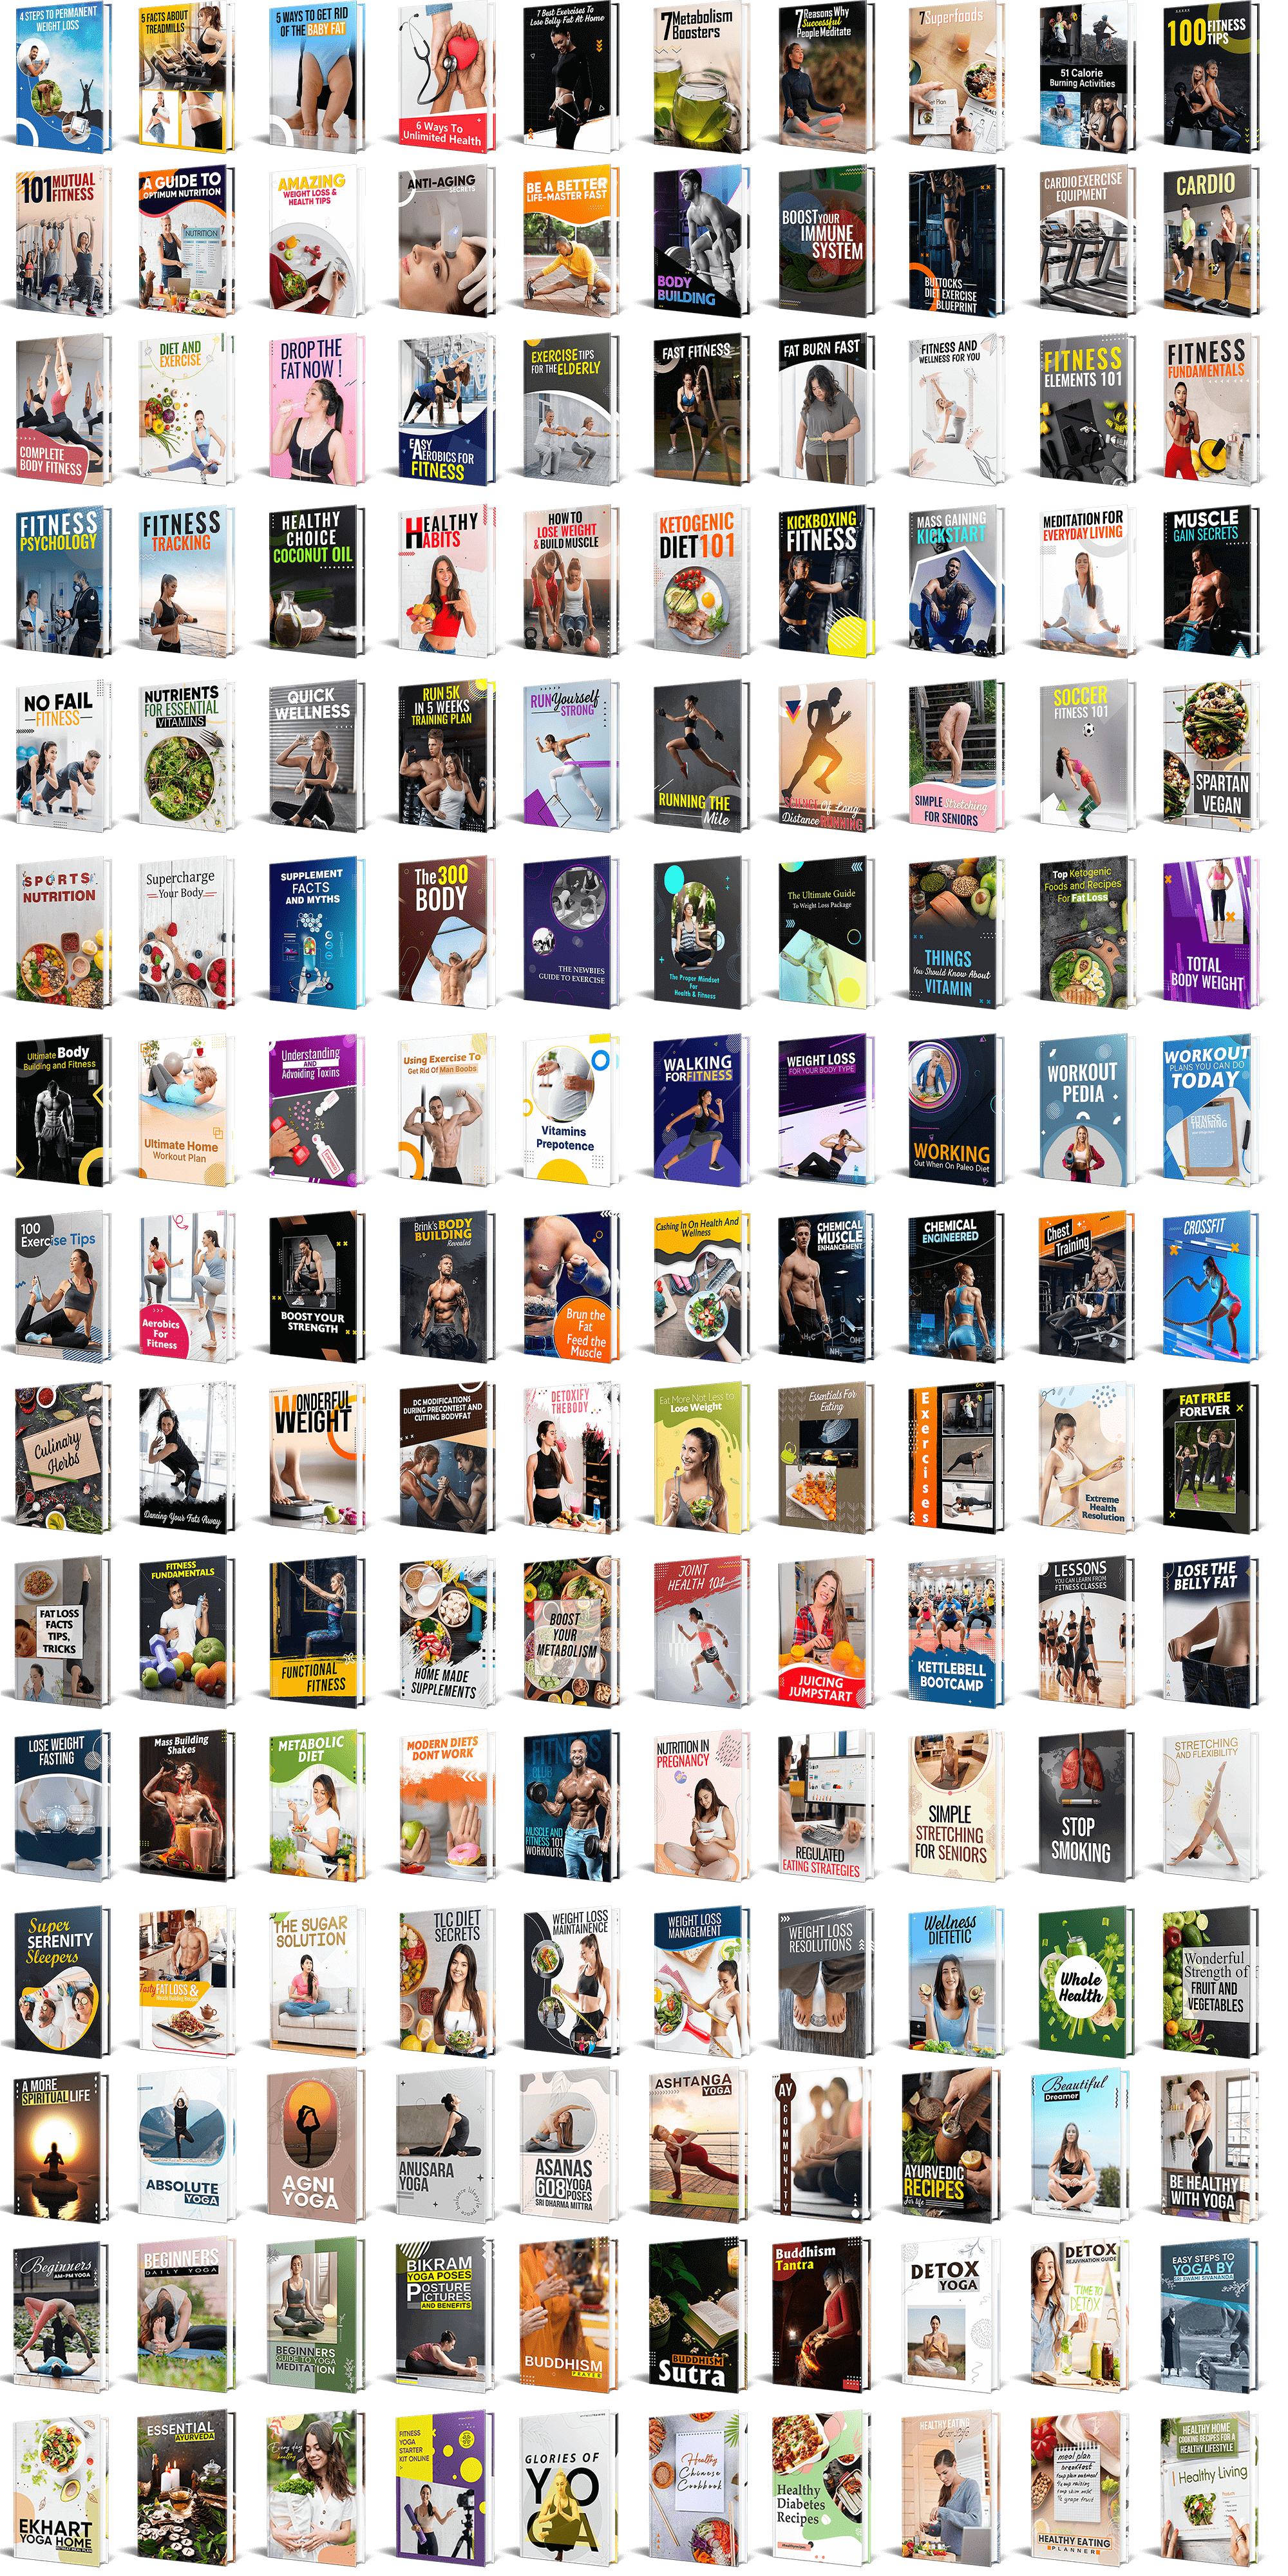 4 STEPS TO PERMANENT
WEIGHT LOSS
5 FACTS ABOUT
TREADMILLS
5 WAYS TO GET RID
OF THE BABY FAT
6 Ways To
Unlimited Health
7 Best Exercises To
Lose Belly Fat At Home
7 Metabolism
Boosters
7 Reasons Why
Successful
People Meditate
7 Superfoods
51 Calorie
Burning Activities
100 FITNESS
TIPS
101 MUTUAL
FITNESS
A GUIDE TO
OPTIMUM NUTRITION
NUTRITION
AMAZING
WEIGHT LOSS &
HEALTH TIPS
ANTI-AGING
SECRETS
BE A BETTER
LIFE-MASTER FAST
BODY
BUILDING
BOOST YOUR
IMMUNE
SYSTEM
BUTTOCKS
DIET EXERCISE
BLUEPRINT
CARDIO EXERCISE
EQUIPMENT
CARDIO
COMPLETE
BODY FITNESS
DIET AND
EXERCISE
DROP THE
FAT NOW !
EASY
AEROBICS FOR
FITNESS
EXERCISE TIPS
FOR THE ELDERLY
FAST FITNESS
FAT BURN FAST
FITNESS AND
WELLNESS FOR YOU
FITNESS
ELEMENTS 101
FITNESS
FUNDAMENTALS
FITNESS
PSYCHOLOGY
FITNESS
TRACKING
HEALTHY
CHOICE
COCONUT OIL
HEALTHY
HABITS
HOW TO
LOSE WEIGHT
& BUILD MUSCLE
KETOGENIC
DIET 101
KICKBOXING
FITNESS
MASS GAINING
KICKSTART
MEDITATION FOR
EVERYDAY LIVING
MUSCLE
GAIN SECRETS
NO FAIL
FITNESS
NUTRIENTS
FOR ESSENTIAL
VITAMINS
QUICK
WELLNESS
RUN 5K
IN 5 WEEKS
TRAINING PLAN
RUN Yourself
STRONG
RUNNING THE
Mile
SCIENCE Of Long
Distance RUNNING
SIMPLE Stretching
FOR SENIORS
SOCCER
FITNESS 101
SPARTAN
VEGAN
SPORTS
NUTRITION
Supercharge
Your Body
SUPPLEMENT
FACTS
AND MYTHS
The 300
BODY
THE NEWBIES
GUIDE TO EXERCISE
The Proper Mindset
For
Health & Fitness
The Ultimate Guide
To Weight Loss Package
THINGS
You Should Know About
VITAMIN
Top Ketogenic
Foods and Recipes
For Fat Loss
TOTAL
BODY WEIGHT
Ultimate Body
Building and Fitness
Ultimate Home
Workout Plan
Understanding
AND
Advoiding Toxins
Using Exercise To
Get Rid Of Man Boobs
Vitamins
Prepotence
WALKING
FOR FITNESS
WEIGHT LOSS
FOR YOUR BODY TYPE
WORKING
Out When On Paleo Diet
WORKOUT
PEDIA
WORKOUT
PLANS YOU CAN DO
TODAY
FITNESS
TRAINING
100
Exercise Tips
Aerobics
For
Fitness
BOOST YOUR
STRENGTH
Brink's BODY
BUILDING
Revealed
Brun the
Fat
Feed the
Muscle
Cashing In On Health And
Wellness
CHEMICAL
MUSCLE
ENHANCEMENT
CHEMICAL
ENGINEERED
Chest
Training
CROSSFIT
Culinary
Herbs
Dancing Your Fats Away
WONDERFUL
WEIGHT
DC MODIFICATIONS
DURING PRECONTEST AND
CUTTING BODYFAT
DETOXIFY
THE BODY
Eat More Not Less to
Lose Weight
Essentials For
Eating
Exercises
Extreme
Health
Resolution
FAT FREE
FOREVER
FAT LOSS
FACTS
TIPS,
TRICKS
FITNESS
FUNDAMENTALS
FUNCTIONAL
FITNESS
HOME MADE
SUPPLEMENTS
BOOST
YOUR
METABOLISM
JOINT
HEALTH 101
JUICING
JUMPSTART
KETTLEBELL
BOOTCAMP
LESSONS
YOU CAN LEARN FROM
FITNESS CLASSES
LOSE THE
BELLY FAT
LOSE WEIGHT
FASTING
Mass Building
Shakes
METABOLIC
DIET
MODERN DIETS
DONT WORK
FITNESS
CLUB
MUSCLE AND
FITNESS 101
WORKOUTS
NUTRITION IN
PREGNANCY
REGULATED
EATING STRATEGIES
SIMPLE
STRETCHING
FOR SENIORS
STOP
SMOKING
STRETCHING
AND FLEXIBILITY
Super
SERENITY
Sleepers
Tasty FAT LOSS &
Muscle Building Recipes
THE SUGAR
SOLUTION
TLC DIET
SECRETS
WEIGHT LOSS
MAINTAINENCE
WEIGHT LOSS
MANAGEMENT
WEIGHT LOSS
RESOLUTIONS
Wellness
DIETETIC
Whole
Health
Wonderful
Strength of
FRUIT AND
VEGETABLES
A MORE
SPIRITUAL LIFE
ABSOLUTE
YOGA
AGNI
YOGA
ANUSARA
YOGA
ASANAS
608 YOGA
POSES
SRI DHARMA MITTRA
ASHTANGA
YOGA
AY
COMMUNITY
AYURVEDIC
RECIPES
For life
Beautiful
Dreamer
BE HEALTHY
WITH YOGA
Beginners
AM-PM YOGA
BEGINNERS
DAILY YOGA
BEGINNERS
GUIDE TO YOGA
MEDITATION
BIKRAM
YOGA POSES
POSTURE
PICTURES
AND BENEFITS
BUDDHISM
PRAYER
BUDDHISM
Sutra
Buddhism
Tantra
DETOX
YOGA
DETOX
REJUVINATION GUIDE
TIME TO
DETOX
EASY STEPS TO
YOGA BY
SRI SWAMI SIVANANDA
EKHART
YOGA HOME
ESSENTIAL
AYURVEDA
Every day
healthy
FITNESS
YOGA
STARTER
KIT ONLINE
GLORIES OF
YOGA
Healthy
Chinese
Cookbook
Healthy
Diabetes
Recipes
HEALTHY EATING
For Life
meal plan
breakfast
HEALTHY EATING
PLANNER
HEALTHY HOME
COOKING RECIPES FOR A
HEALTHY LIFESTYLE
Healthy Living